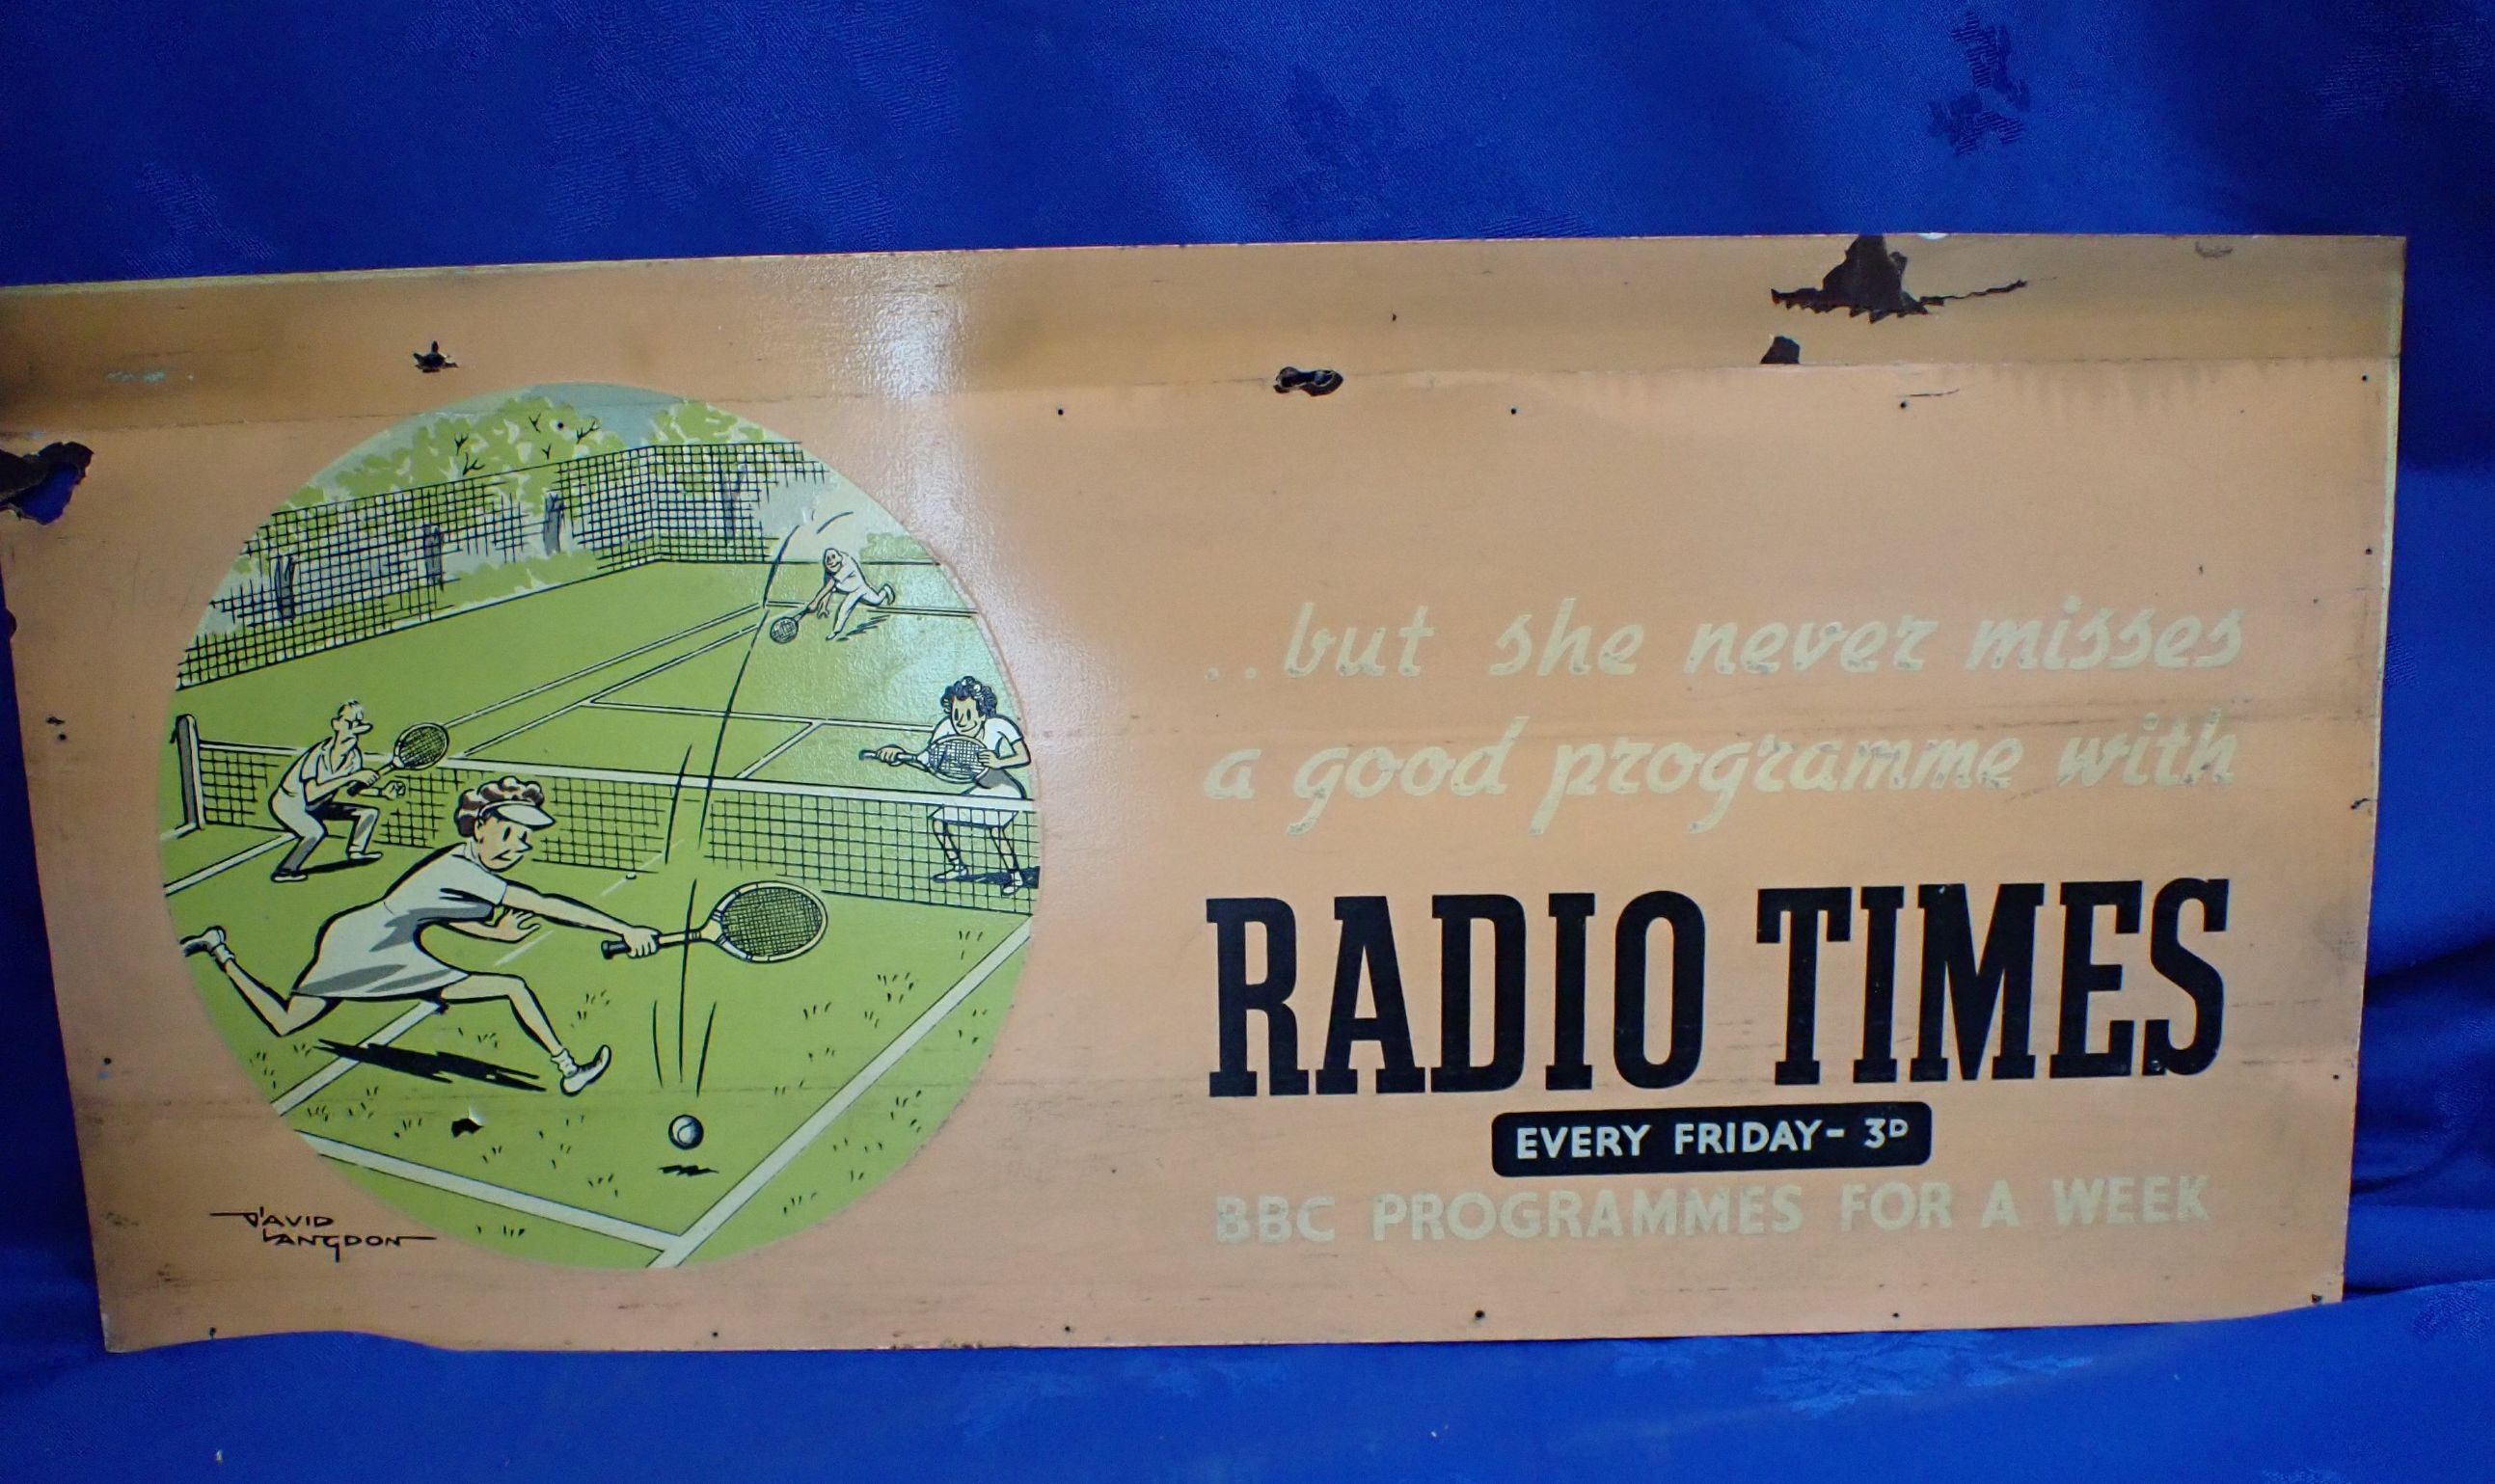 ..but she never misses
a good programme with
RADIO TIMES
EVERY FRIDAY - 3D
BBC PROGRAMMES FOR A WEEK
DAVID
LANGDON